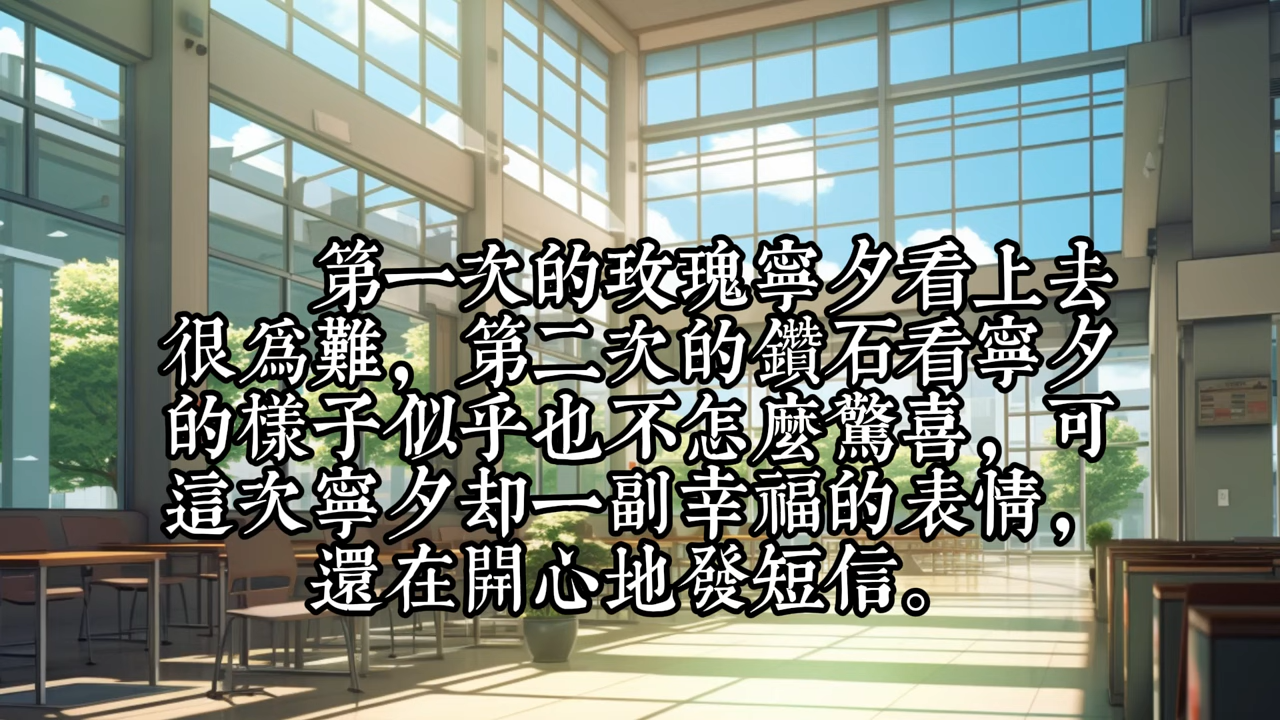 第一次的玫瑰寧夕看上去
很爲難，第二次的鑽石看寧夕
的樣子似乎也不怎麼驚喜，可
這次寧夕却一副幸福的表情，
還在開心地發短信。